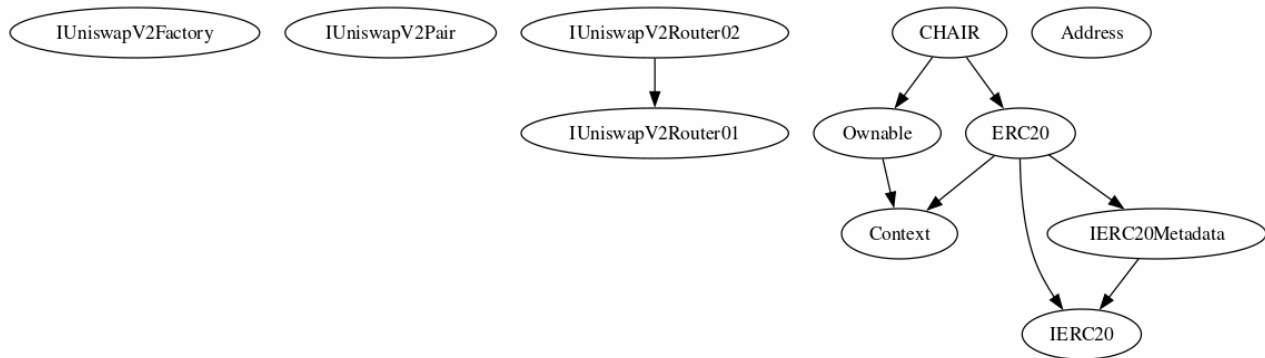 IUniswapV2Factory
IUniswapV2Pair
IUniswapV2Router02
CHAIR
Address
IUniswapV2Router01
Ownable
ERC20
Context
IERC20Metadata
IERC20